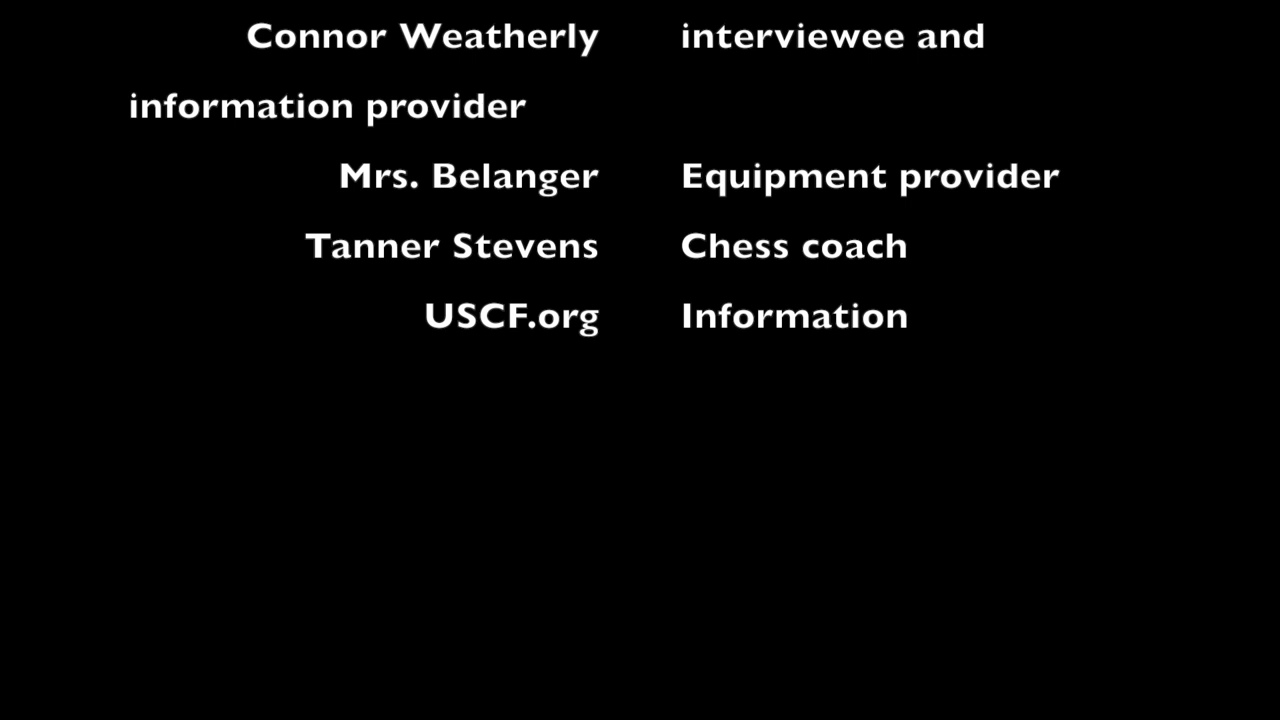 Connor Weatherly interviewee and
information provider
Mrs. Belanger Equipment provider
Tanner Stevens Chess coach
USCF.org Information